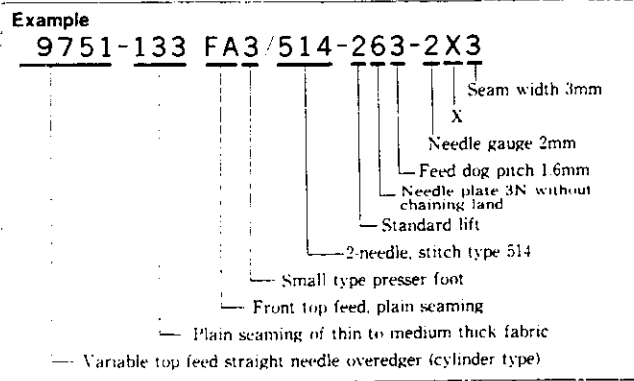 Example
9751-133 FA3/514-263-2X3
Seam width 3mm
X
Needle gauge 2mm
Feed dog pitch 1.6mm
Needle plate 3N without
chaining land
Standard lift
2-needle, stitch type 514
Small type presser foot
Front top feed, plain seaming
Plain seaming of thin to medium thick fabric
Variable top feed straight needle overedger (cylinder type)